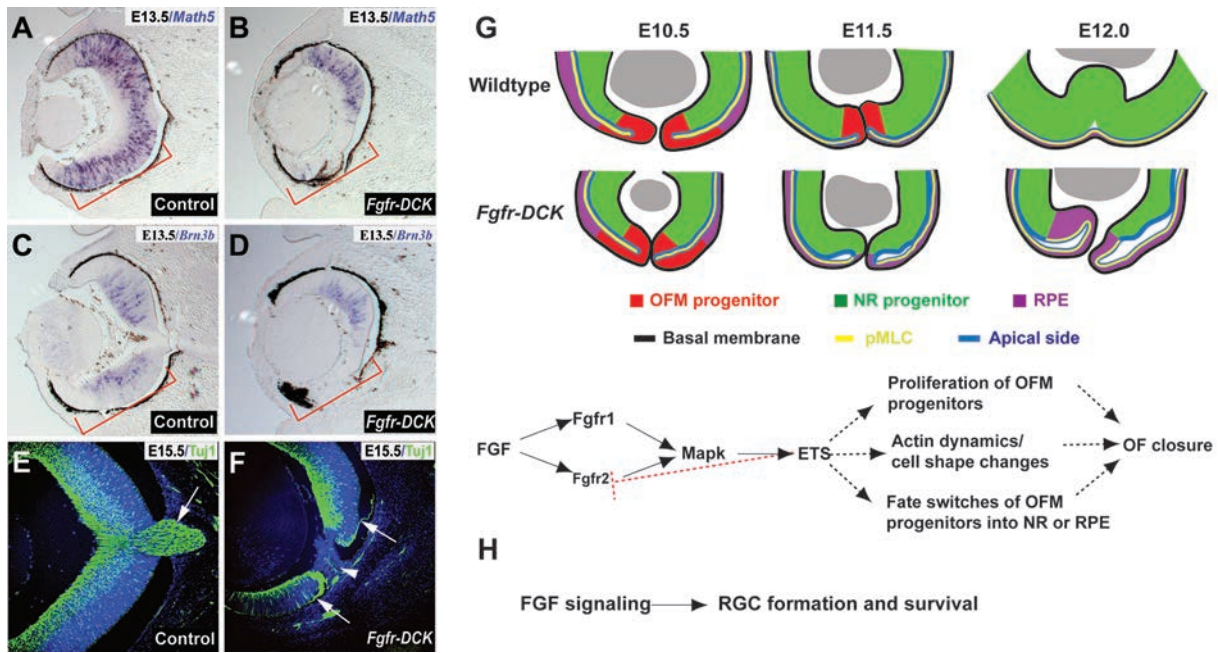 A
E13.5/Math5
Control
B
E13.5/Math5
Fgfr-DCK
C
E13.5/Brn3b
Control
D
E13.5/Brn3b
Fgfr-DCK
E
E15.5/Tuj1
Control
F
E15.5/Tuj1
Fgfr-DCK
G
E10.5
E11.5
E12.0
Wildtype
Fgfr-DCK
OFM progenitor
NR progenitor
RPE
Basal membrane
pMLC
Apical side
FGF
Fgfr1
Fgfr2
Mapk
ETS
Proliferation of OFM
progenitors
Actin dynamics/
cell shape changes
Fate switches of OFM
progenitors into NR or RPE
OF closure
H
FGF signaling
RGC formation and survival